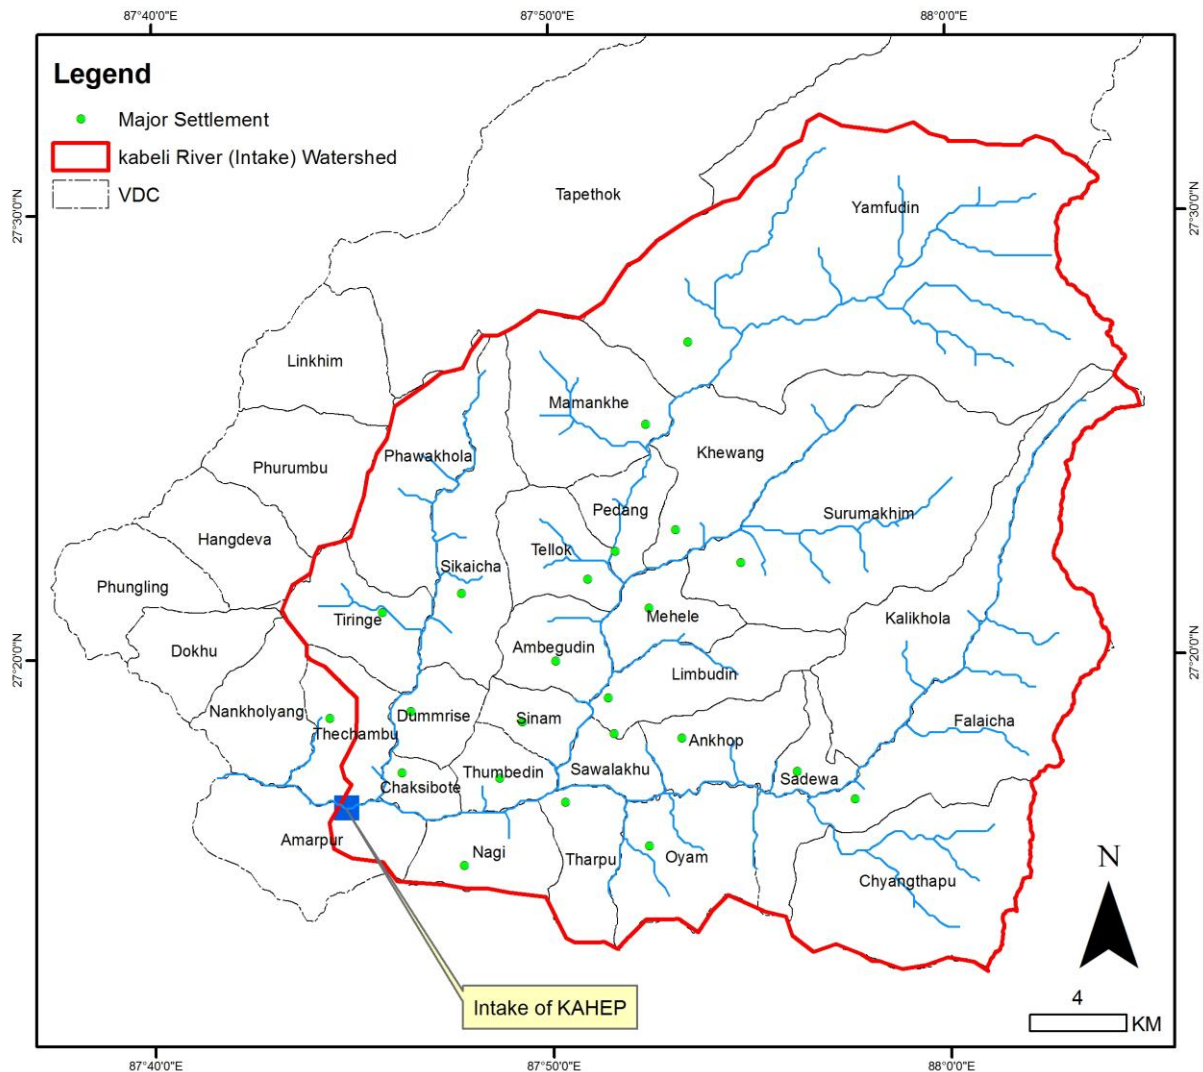 87°40'0"E
87°50'0"E
88°0'0"E
Legend
Major Settlement
kabeli River (Intake) Watershed
VDC
27°30'0"N
27°30'0"N
Tapethok
Yamfudin
Linkhim
Mamankhe
Khewang
Phawakhola
Phurumbu
Pedang
Surumakhim
Hangdeva
Tellok
Sikaicha
Phungling
Tiringe
Mehele
Kalikhola
Dokhu
Ambegudin
27°20'0"N
27°20'0"N
Limbudin
Nankholyang
Dummrise
Sinam
Falaicha
Thechambu
Ankhop
Thumbedin
Sawalakhu
Sadewa
Chaksibote
Amarpur
Nagi
Tharpu
Oyam
Chyangthapu
N
Intake of KAHEP
4
KM
87°40'0"E
87°50'0"E
88°0'0"E